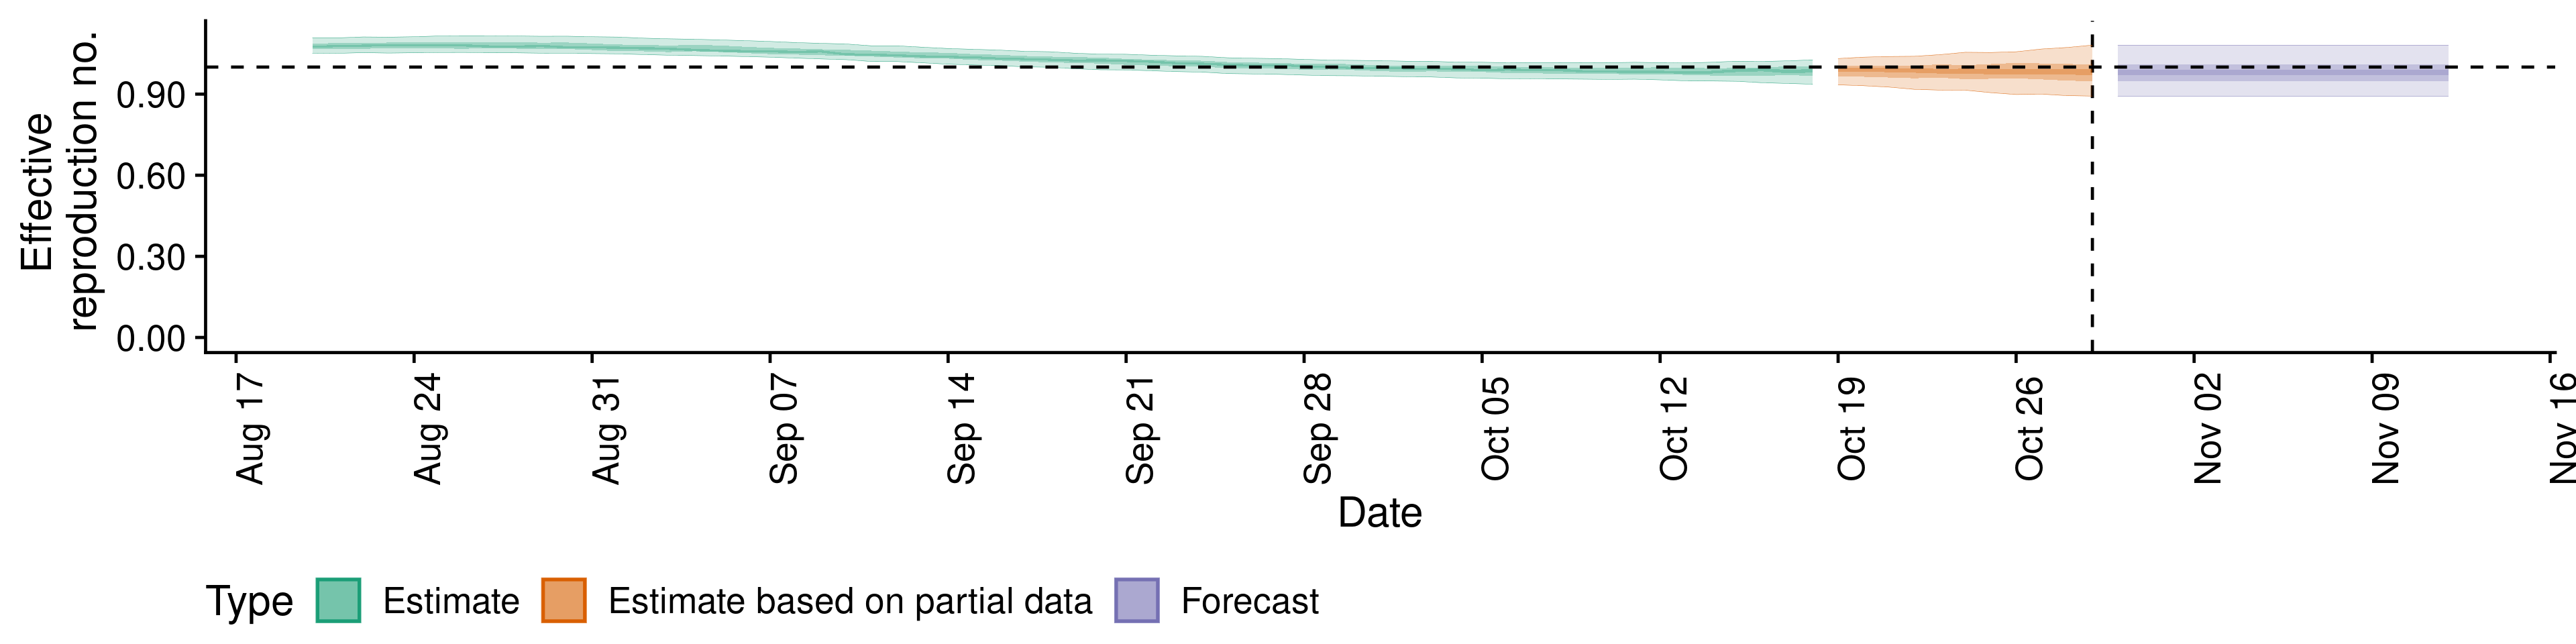 Effective
reproduction no.
0.90
0.60
0.30
0.00
Aug 17
Aug 24
Aug 31
Sep 07
Sep 14
Sep 21
Sep 28
Oct 05
Oct 12
Oct 19
Oct 26
Nov 02
Nov 09
Nov 16
Date
Type Estimate Estimate based on partial data Forecast